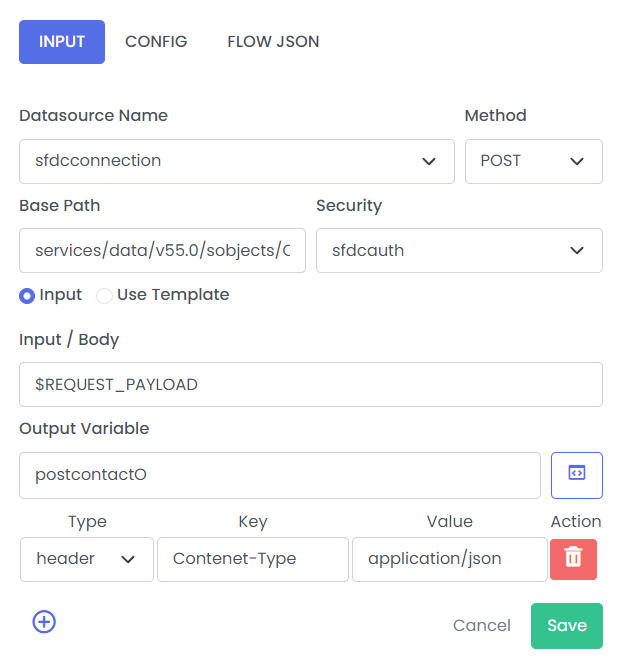 INPUT CONFIG FLOW JSON
Datasource Name Method
sfdcconnection POST
Base Path Security
services/data/v55.0/sobjects/C sfdcauth
Input Use Template
Input / Body
$REQUEST_PAYLOAD
Output Variable
postcontactO
Type Key Value Action
header Contenet-Type application/json
Cancel Save